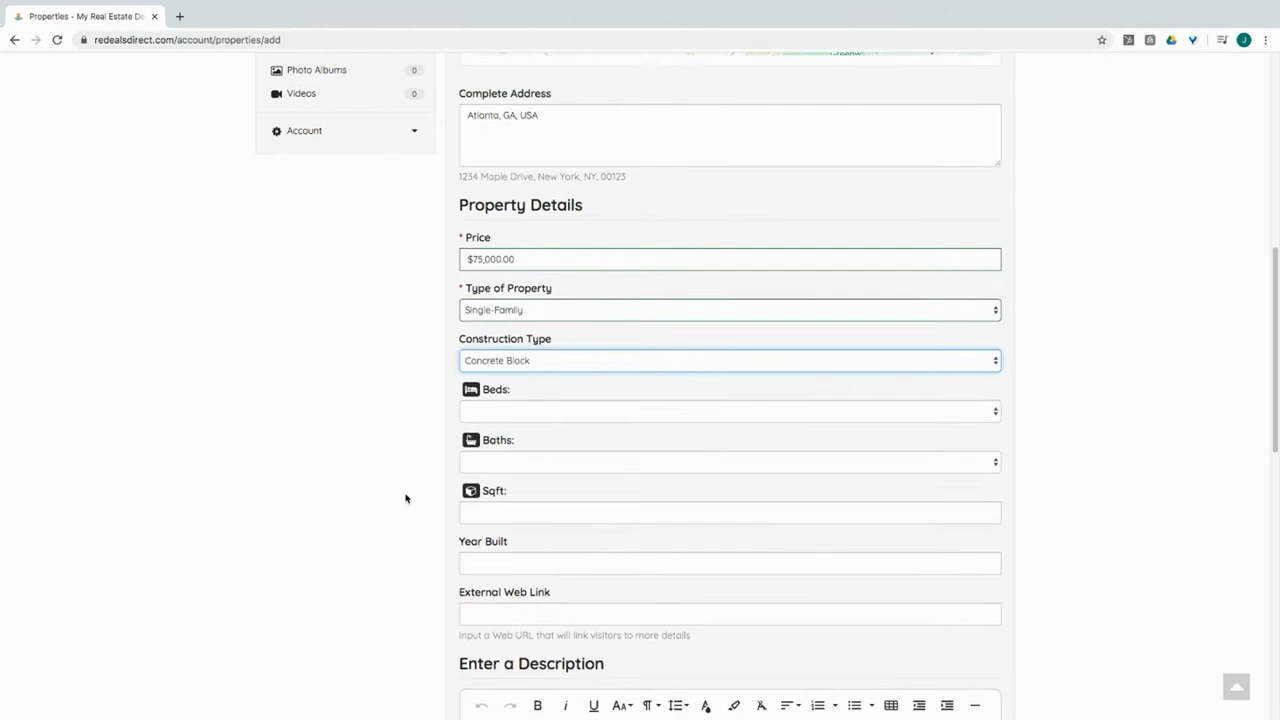 Properties - My Real Estate De
redealsdirect.com/account/properties/add
J
Photo Albums 0
Videos 0
Account
Complete Address
Atlanta, GA, USA
1234 Maple Drive, New York, NY, 00123
Property Details
* Price
$75,000.00
* Type of Property
Single-Family
Construction Type
Concrete Block
Beds:
Baths:
Sqft:
Year Built
External Web Link
Input a Web URL that will link visitors to more details
Enter a Description
B i U AA ¶ A